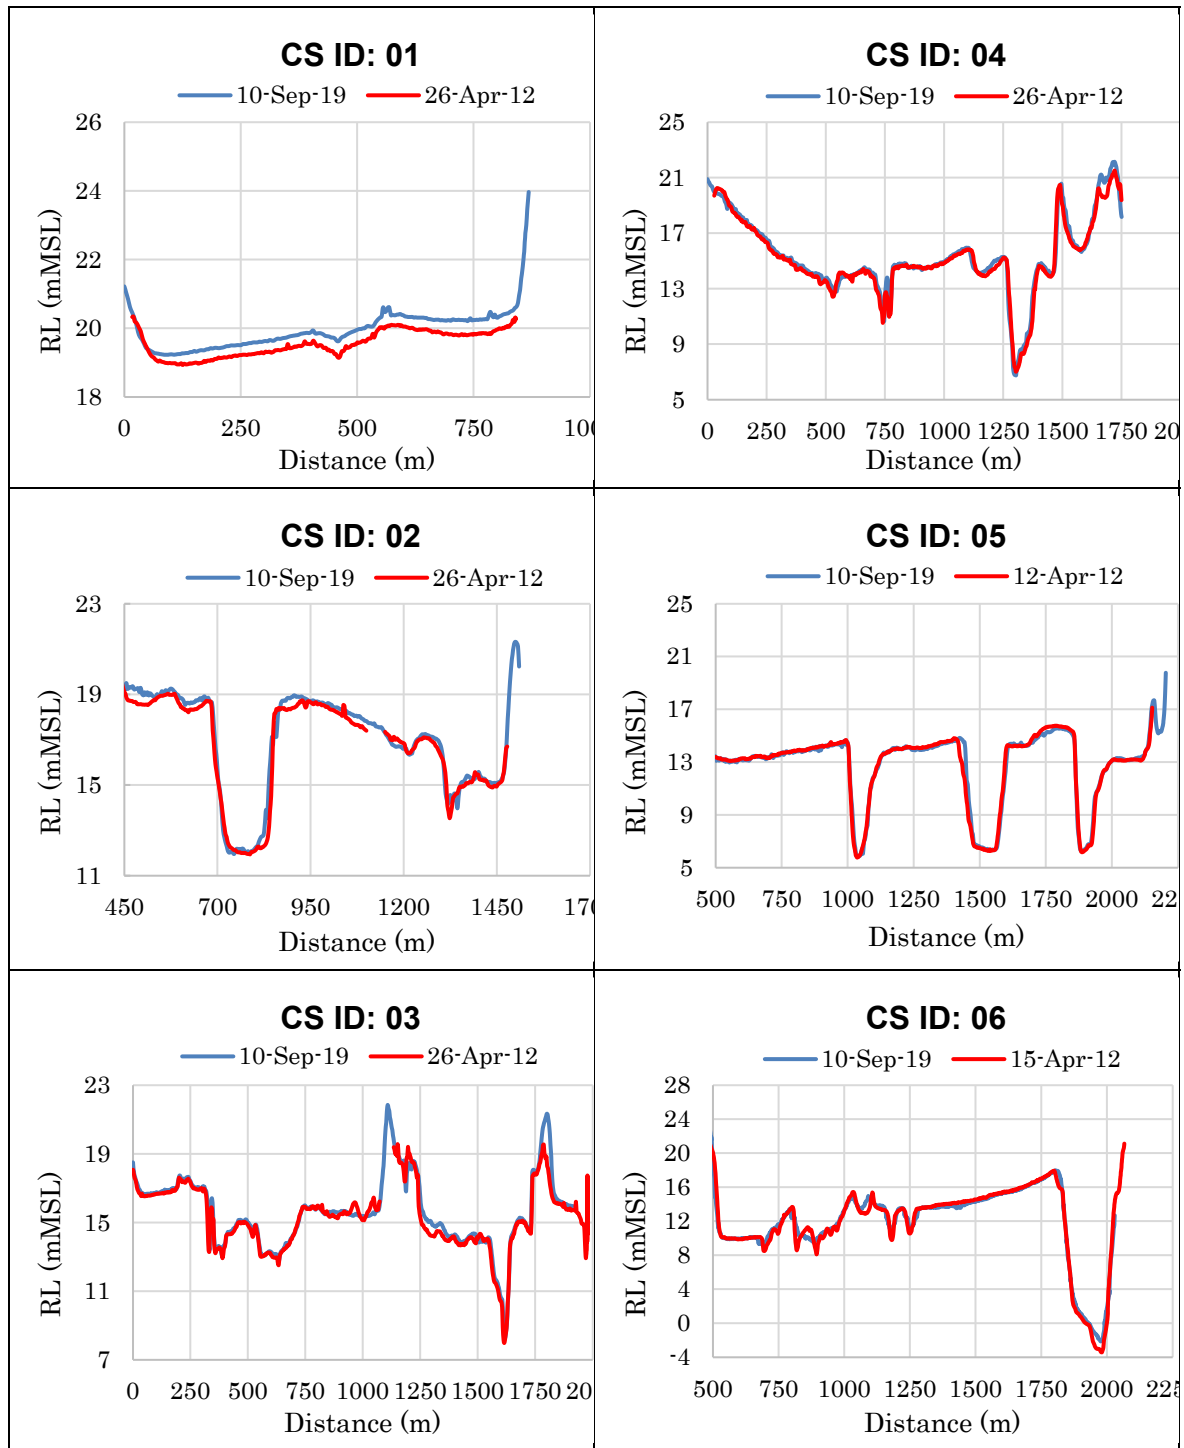 CS ID: 01
10-Sep-19 26-Apr-12
26
24
22
20
18
RL (mMSL)
0 250 500 750 100
Distance (m)
CS ID: 04
10-Sep-19 26-Apr-12
25
21
17
13
9
5
RL (mMSL)
0 250 500 750 1000 1250 1500 1750 20
Distance (m)
CS ID: 02
10-Sep-19 26-Apr-12
23
19
15
11
RL (mMSL)
450 700 950 1200 1450 170
Distance (m)
CS ID: 05
10-Sep-19 12-Apr-12
25
21
17
13
9
5
RL (mMSL)
500 750 1000 1250 1500 1750 2000 225
Distance (m)
CS ID: 03
10-Sep-19 26-Apr-12
23
19
15
11
7
RL (mMSL)
0 250 500 750 1000 1250 1500 1750 20
Distance (m)
CS ID: 06
10-Sep-19 15-Apr-12
28
24
20
16
12
8
4
0
-4
RL (mMSL)
500 750 1000 1250 1500 1750 2000 225
Distance (m)